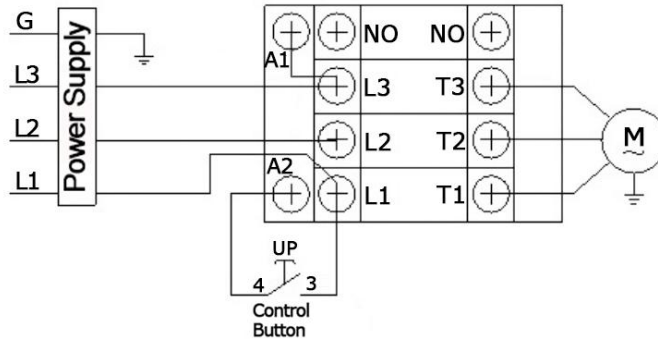 G
L3
L2
L1
Power Supply
A1
NO NO
L3 T3
L2 T2
A2
L1 T1
M
~
UP
4 3
Control
Button